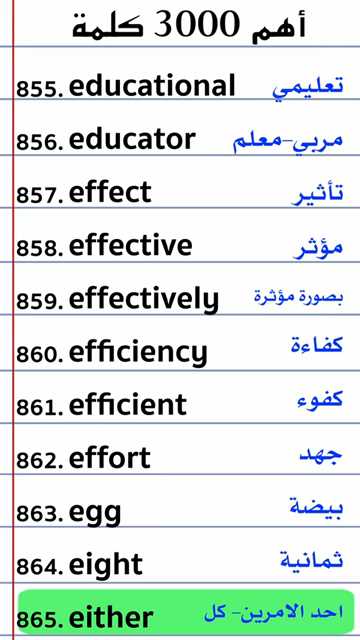 أهم 3000 كلمة
855. educational تعليمي
856. educator مربي-معلم
857. effect تأثير
858. effective مؤثر
859. effectively بصورة مؤثرة
860. efficiency كفاءة
861. efficient كفوء
862. effort جهد
863. egg بيضة
864. eight ثمانية
865. either احد الامرين- كل